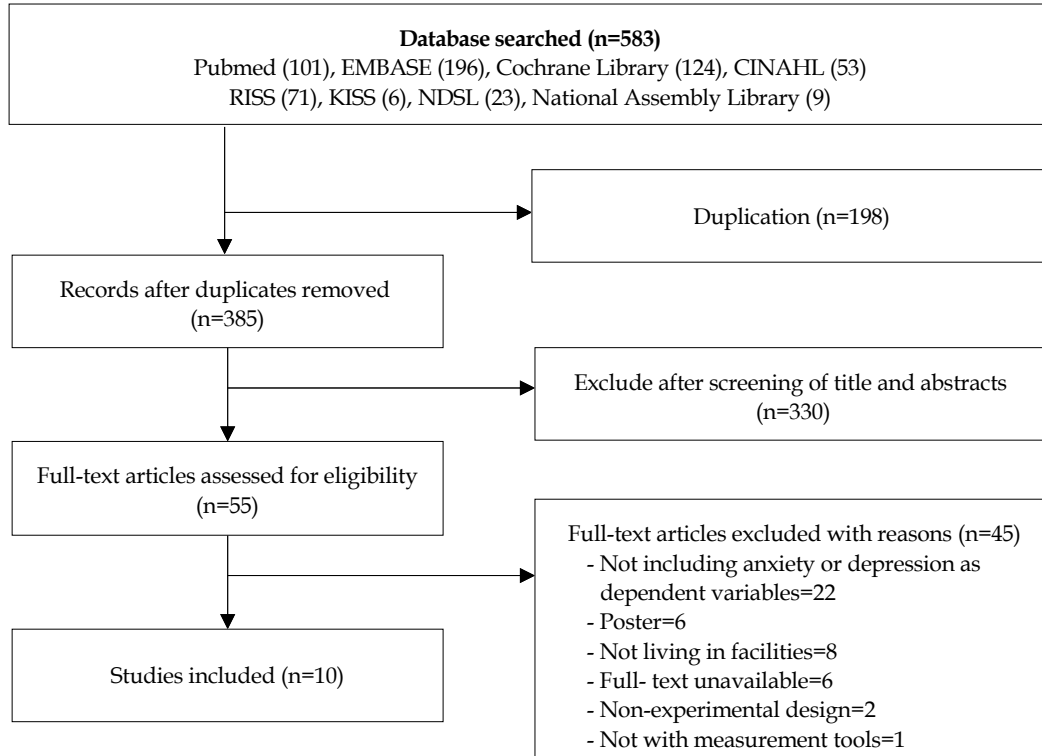 Database searched (n=583)
Pubmed (101), EMBASE (196), Cochrane Library (124), CINAHL (53)
RISS (71), KISS (6), NDSL (23), National Assembly Library (9)
Duplication (n=198)
Records after duplicates removed
(n=385)
Exclude after screening of title and abstracts
(n=330)
Full-text articles assessed for eligibility
(n=55)
Full-text articles excluded with reasons (n=45)
- Not including anxiety or depression as
dependent variables=22
- Poster=6
- Not living in facilities=8
- Full- text unavailable=6
- Non-experimental design=2
- Not with measurement tools=1
Studies included (n=10)